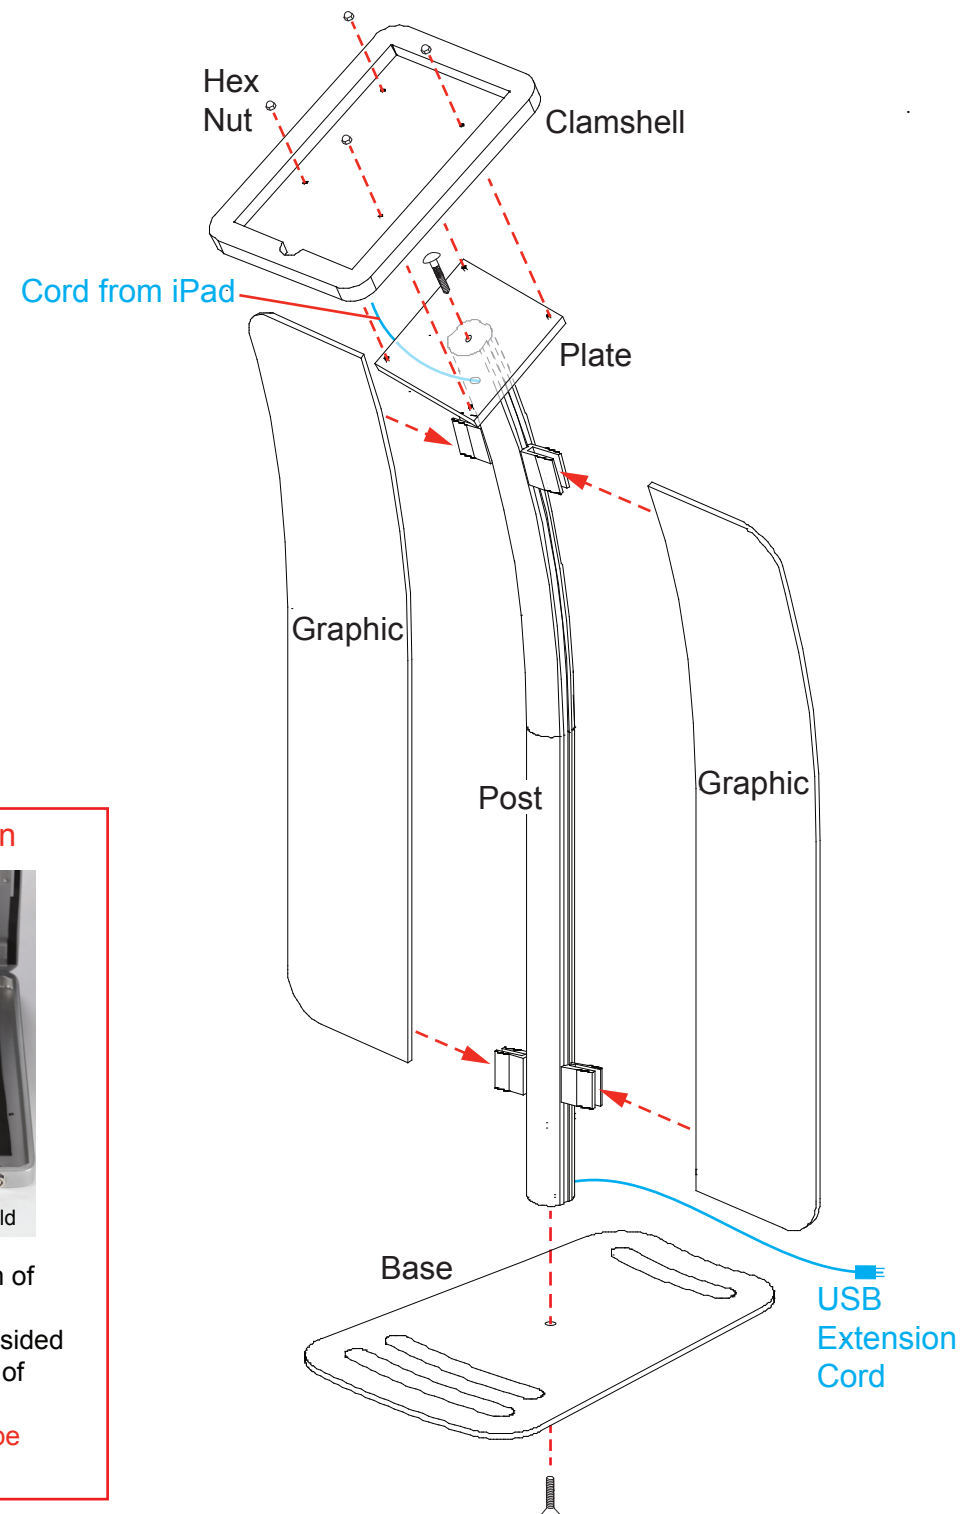 Hex
Nut
Clamshell
Cord from iPad
Plate
Graphic
Post
Graphic
n
ld
n of
sided
of
be
Base
USB
Extension
Cord